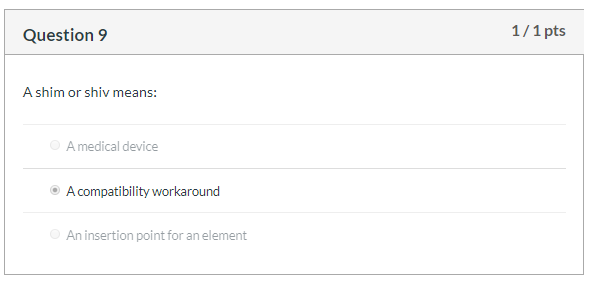 Question 9
1 / 1 pts
A shim or shiv means:
A medical device
A compatibility workaround
An insertion point for an element